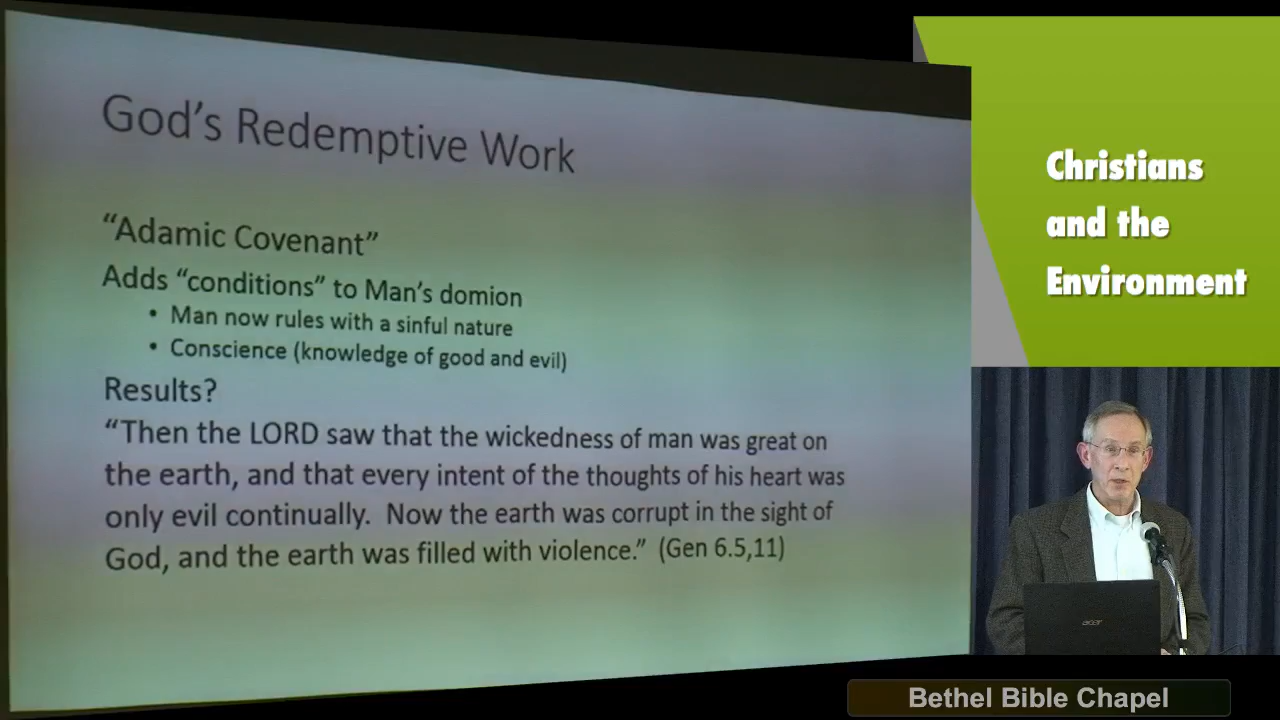 God's Redemptive Work
"Adamic Covenant"
Adds "conditions" to Man's domion
• Man now rules with a sinful nature
• Conscience (knowledge of good and evil)
Results?
"Then the LORD saw that the wickedness of man was great on
the earth, and that every intent of the thoughts of his heart was
only evil continually.  Now the earth was corrupt in the sight of
God, and the earth was filled with violence." (Gen 6.5,11)
Christians
and the
Environment
acer
Bethel Bible Chapel